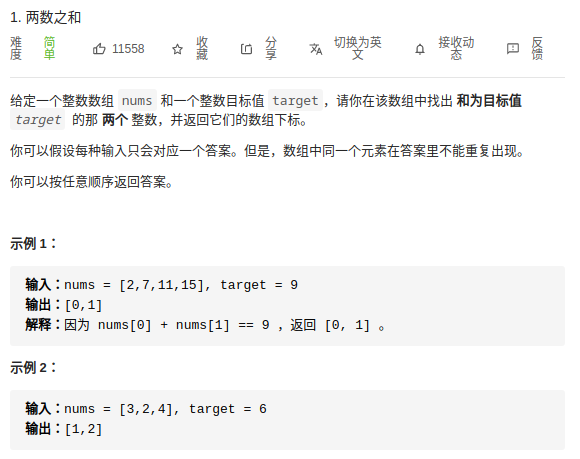 1. 两数之和
难度 简单 11558 收藏 分享 切换为英文 接收动态 反馈
给定一个整数数组 nums 和一个整数目标值 target，请你在该数组中找出 和为目标值
target 的那 两个 整数，并返回它们的数组下标。
你可以假设每种输入只会对应一个答案。但是，数组中同一个元素在答案里不能重复出现。
你可以按任意顺序返回答案。
示例 1：
输入：nums = [2,7,11,15], target = 9
输出：[0,1]
解释：因为 nums[0] + nums[1] == 9 ，返回 [0, 1] 。
示例 2：
输入：nums = [3,2,4], target = 6
输出：[1,2]